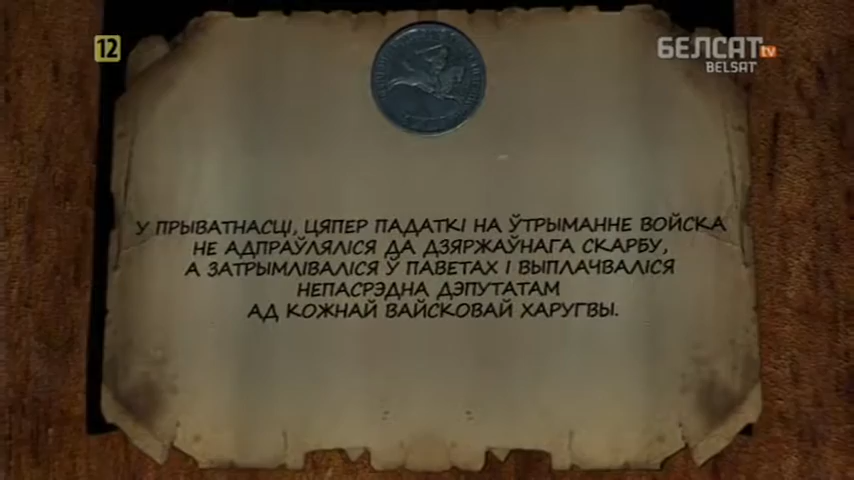 12
БЕЛСАТ tv
BELSAT
У ПРЫВАТНАСЦІ, ЦЯПЕР ПАДАТКІ НА ЎТРЫМАННЕ ВОЙСКА
НЕ АДПРАЎЛЯЛІСЯ ДА ДЗЯРЖАЎНАГА СКАРБУ,
А ЗАТРЫМЛІВАЛІСЯ Ў ПАВЕТАХ І ВЫПЛАЧВАЛІСЯ
НЕПАСРЭДНА ДЭПУТАТАМ
АД КОЖНАЙ ВАЙСКОВАЙ ХАРУГВЫ.